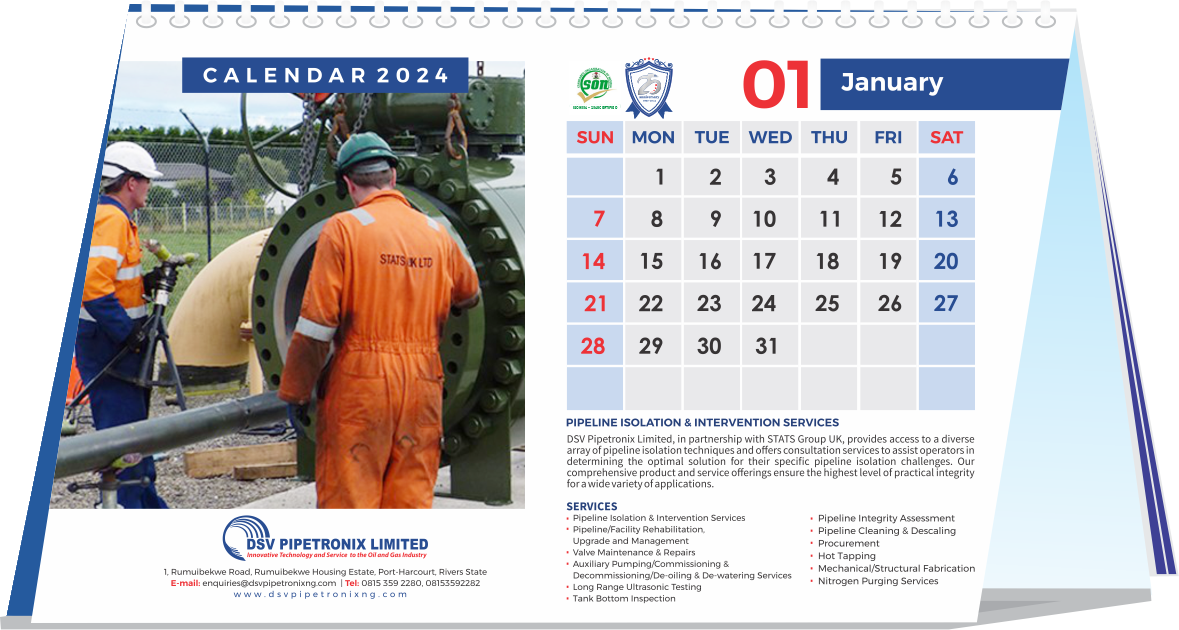 CALENDAR 2024
STATS UK LTD
DSV PIPETRONIX LIMITED
Innovative Technology and Service to the Oil and Gas Industry
1, Rumuibekwe Road, Rumuibekwe Housing Estate, Port-Harcourt, Rivers State
E-mail: enquiries@dsvpipetronixng.com | Tel: 0815 359 2280, 08153592282
www.dsvpipetronixng.com
SON
01 January
SUN MON TUE WED THU FRI SAT
1 2 3 4 5 6
7 8 9 10 11 12 13
14 15 16 17 18 19 20
21 22 23 24 25 26 27
28 29 30 31
PIPELINE ISOLATION & INTERVENTION SERVICES
DSV Pipetronix Limited, in partnership with STATS Group UK, provides access to a diverse
array of pipeline isolation techniques and offers consultation services to assist operators in
determining the optimal solution for their specific pipeline isolation challenges. Our
comprehensive product and service offerings ensure the highest level of practical integrity
for a wide variety of applications.
SERVICES
• Pipeline Isolation & Intervention Services
• Pipeline/Facility Rehabilitation,
Upgrade and Management
• Valve Maintenance & Repairs
• Auxiliary Pumping/Commissioning &
Decommissioning/De-oiling & De-watering Services
• Long Range Ultrasonic Testing
• Tank Bottom Inspection
• Pipeline Integrity Assessment
• Pipeline Cleaning & Descaling
• Procurement
• Hot Tapping
• Mechanical/Structural Fabrication
• Nitrogen Purging Services